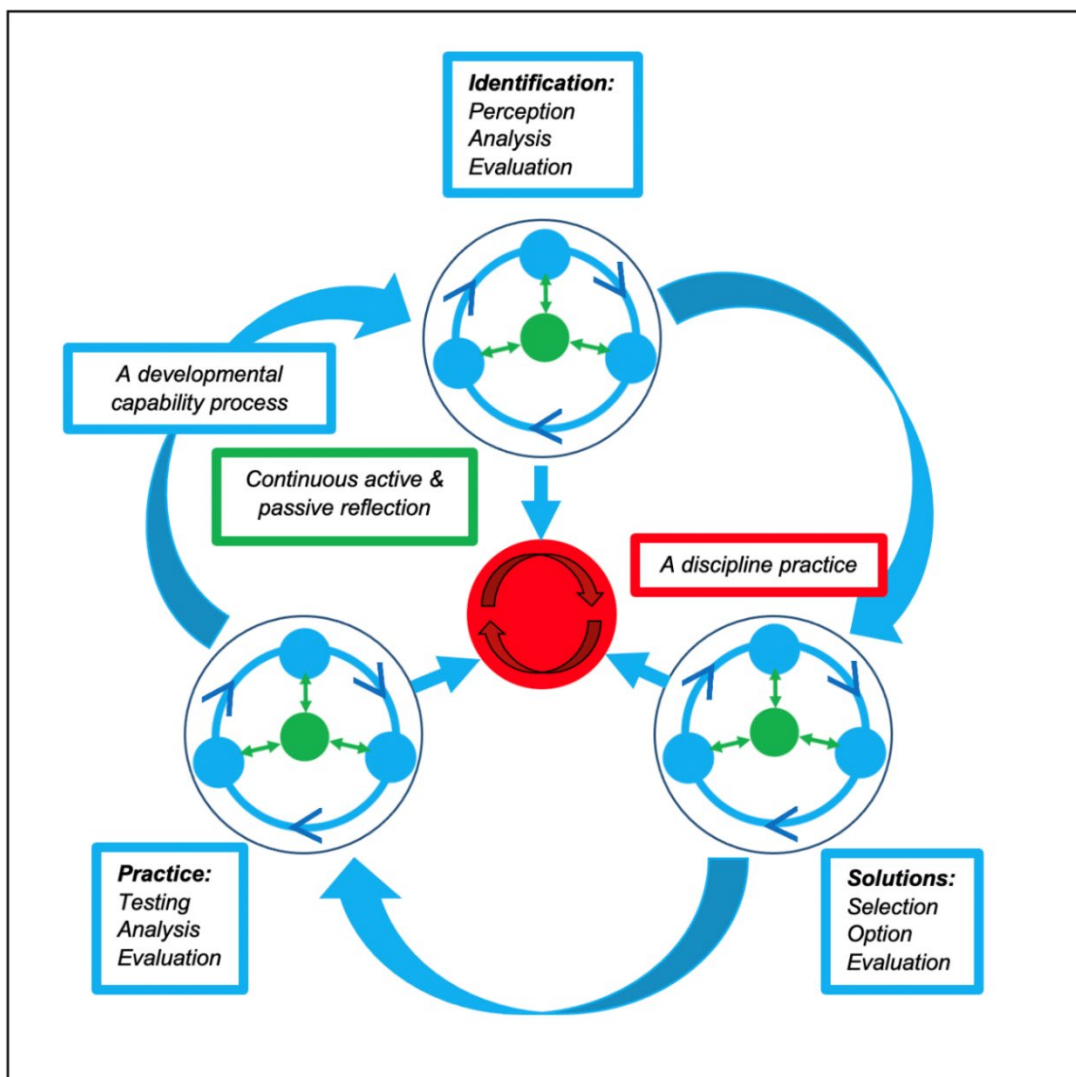 Identification:
Perception
Analysis
Evaluation
A developmental
capability process
Continuous active &
passive reflection
A discipline practice
Practice:
Testing
Analysis
Evaluation
Solutions:
Selection
Option
Evaluation